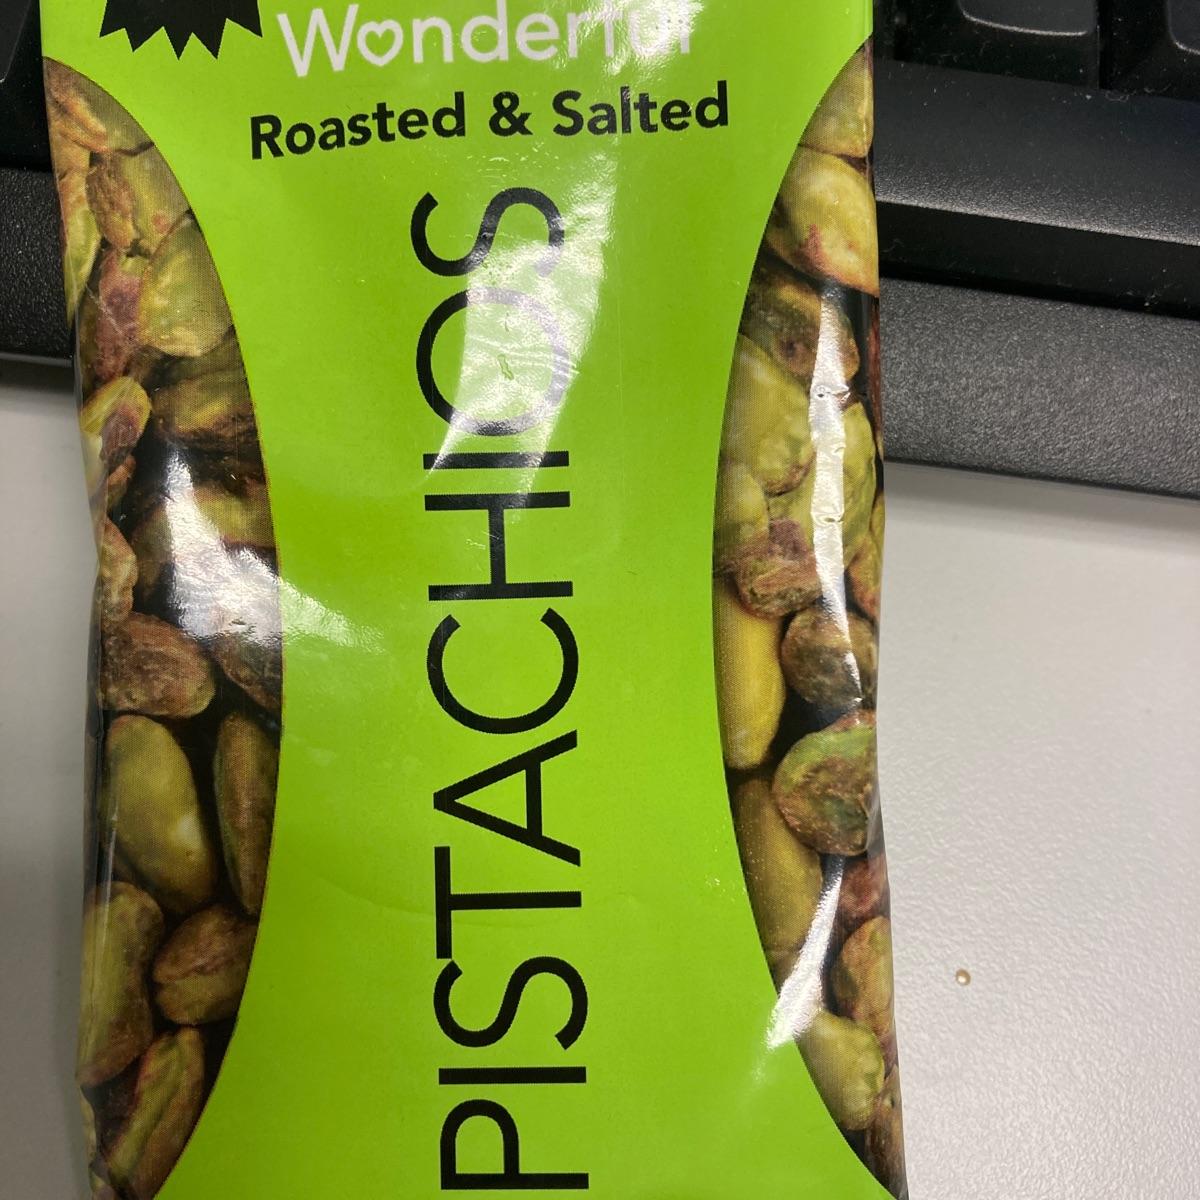 Wonderful
Roasted & Salted
PISTACHIOS